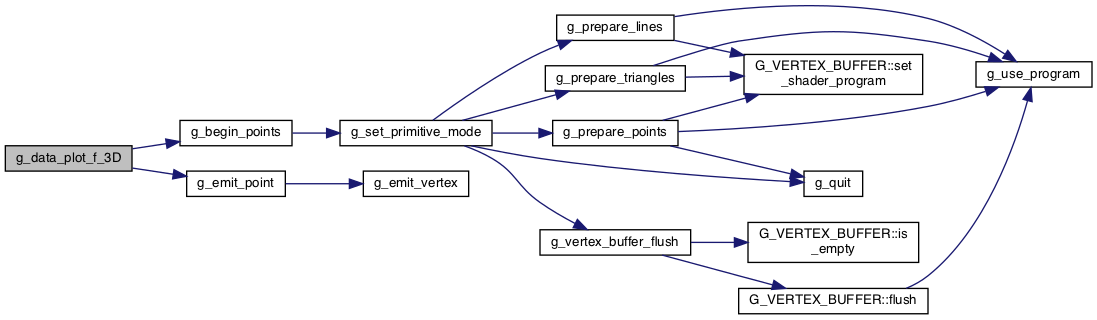 g_data_plot_f_3D
g_begin_points
g_emit_point
g_set_primitive_mode
g_emit_vertex
g_prepare_lines
g_prepare_triangles
g_prepare_points
g_vertex_buffer_flush
G_VERTEX_BUFFER::set
_shader_program
g_quit
G_VERTEX_BUFFER::is
_empty
G_VERTEX_BUFFER::flush
g_use_program